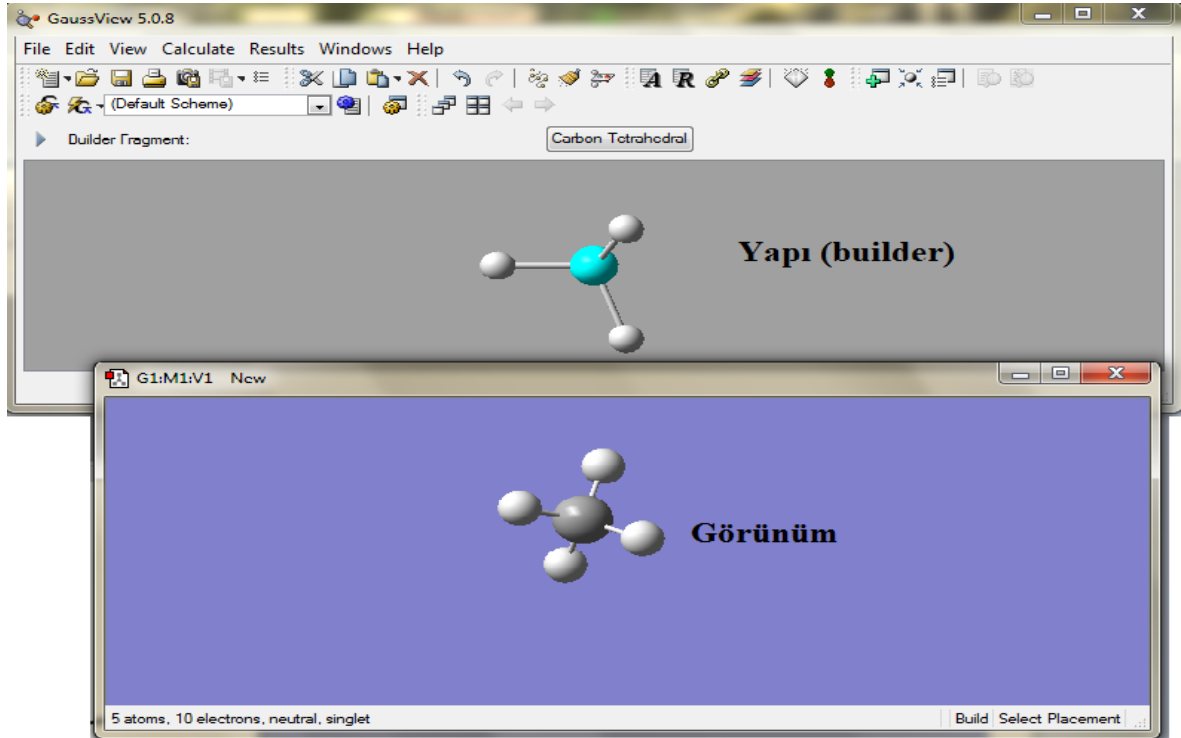 GaussView 5.0.8
File Edit View Calculate Results Windows Help
(Default Scheme)
Builder Fragment:
Carbon Tetrahedral
Yapı (builder)
G1:M1:V1 New
Görünüm
5 atoms, 10 electrons, neutral, singlet
Build Select Placement